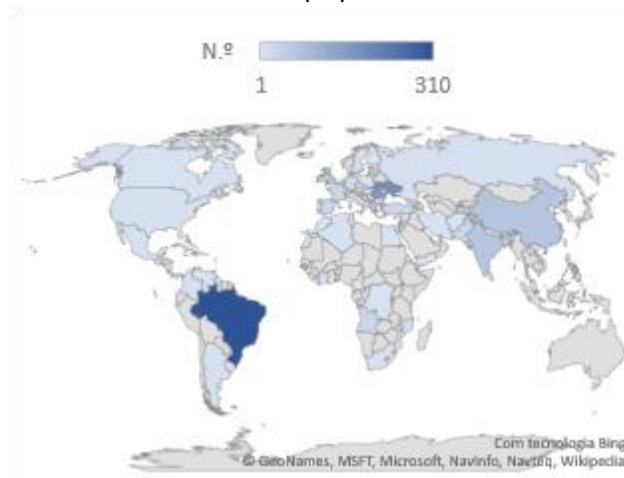 N.º
1 310
Com tecnologia Bing
© GeoNames, MSFT, Microsoft, Navinfo, Navteq, Wikipedia